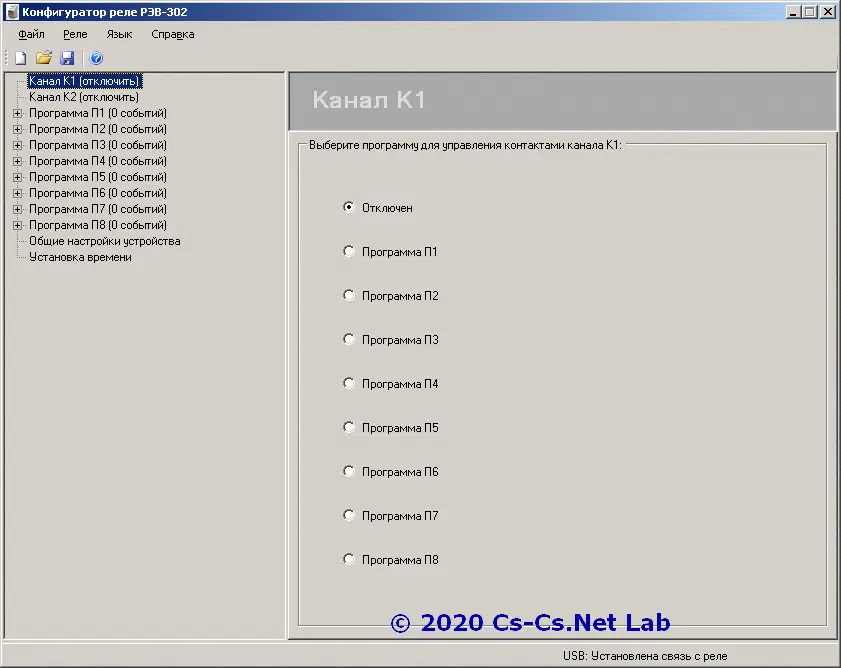 Конфигуратор реле РЭВ-302
Файл Реле Язык Справка
Канал К1 (отключить)
Канал К2 (отключить)
Программа П1 (0 событий)
Программа П2 (0 событий)
Программа П3 (0 событий)
Программа П4 (0 событий)
Программа П5 (0 событий)
Программа П6 (0 событий)
Программа П7 (0 событий)
Программа П8 (0 событий)
Общие настройки устройства
Установка времени
Канал К1
Выберите программу для управления контактами канала К1:
Отключен
Программа П1
Программа П2
Программа П3
Программа П4
Программа П5
Программа П6
Программа П7
Программа П8
© 2020 Cs-Cs.Net Lab
USB: Установлена связь с реле